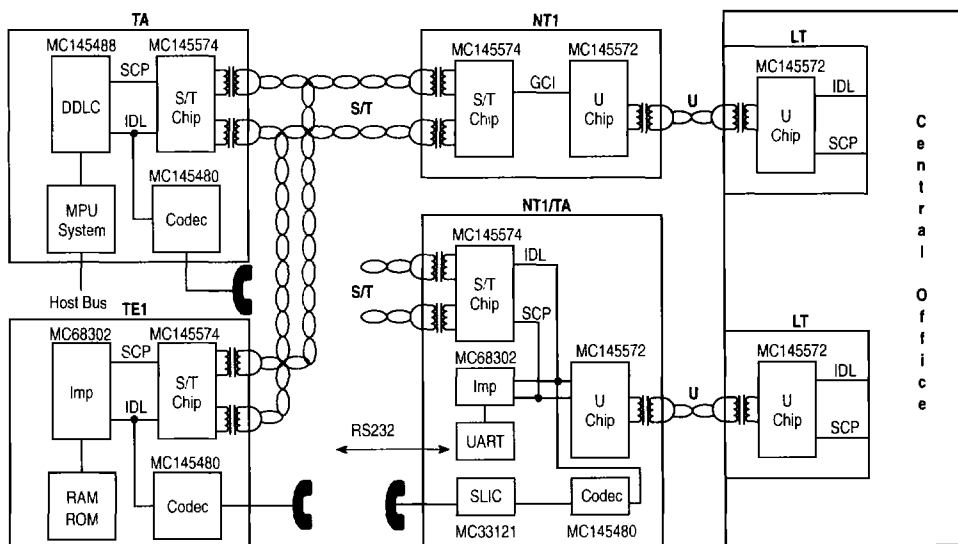 TA
MC145488
MC145574
SCP
DDLC
S/T
Chip
IDL
MC145480
MPU
System
Codec
Host Bus
S/T
NT1
MC145574
MC145572
GCI
S/T
Chip
U
Chip
U
LT
MC145572
IDL
U
Chip
SCP
Central Office
TE1
MC68302
MC145574
SCP
Imp
S/T
Chip
IDL
MC145480
RAM
ROM
Codec
NT1/TA
MC145574
IDL
S/T
S/T
Chip
SCP
MC68302
MC145572
Imp
U
Chip
UART
RS232
SLIC
Codec
MC33121
MC145480
U
LT
MC145572
IDL
U
Chip
SCP